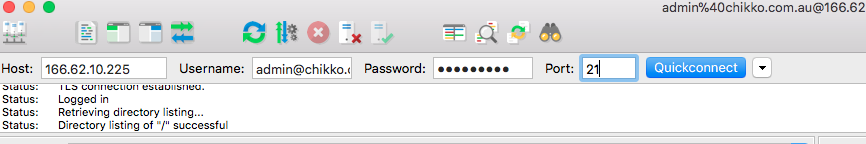 admin%40chikko.com.au@166.62
Host: 166.62.10.225 Username: admin@chikko.c Password: ●●●●●●●●● Port: 21 Quickconnect
Status: TLS connection established.
Status: Logged in
Status: Retrieving directory listing...
Status: Directory listing of "/" successful